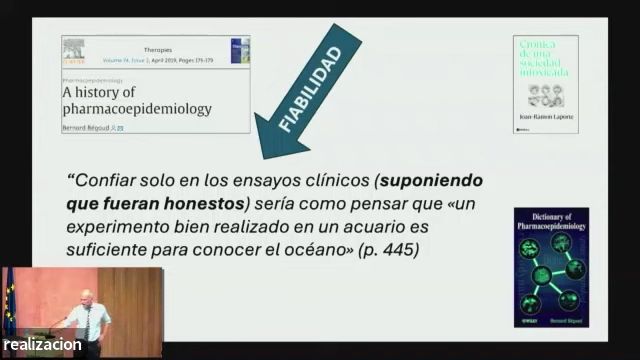 ELSEVIER
Therapies
Volume 74, Issue 1, April 2019, Pages 175-179
Pharmacoepidemiology
A history of
pharmacoepidemiology
Bernard Bégaud
FIABILIDAD
Crónica
de una
sociedad
intoxicada
Joan-Ramon Laporte
“Confiar solo en los ensayos clínicos (suponiendo
que fueran honestos) sería como pensar que «un
experimento bien realizado en un acuario es
suficiente para conocer el océano» (p. 445)
Dictionary of
Pharmacoepidemiology
Bernard Bégaud
realizacion